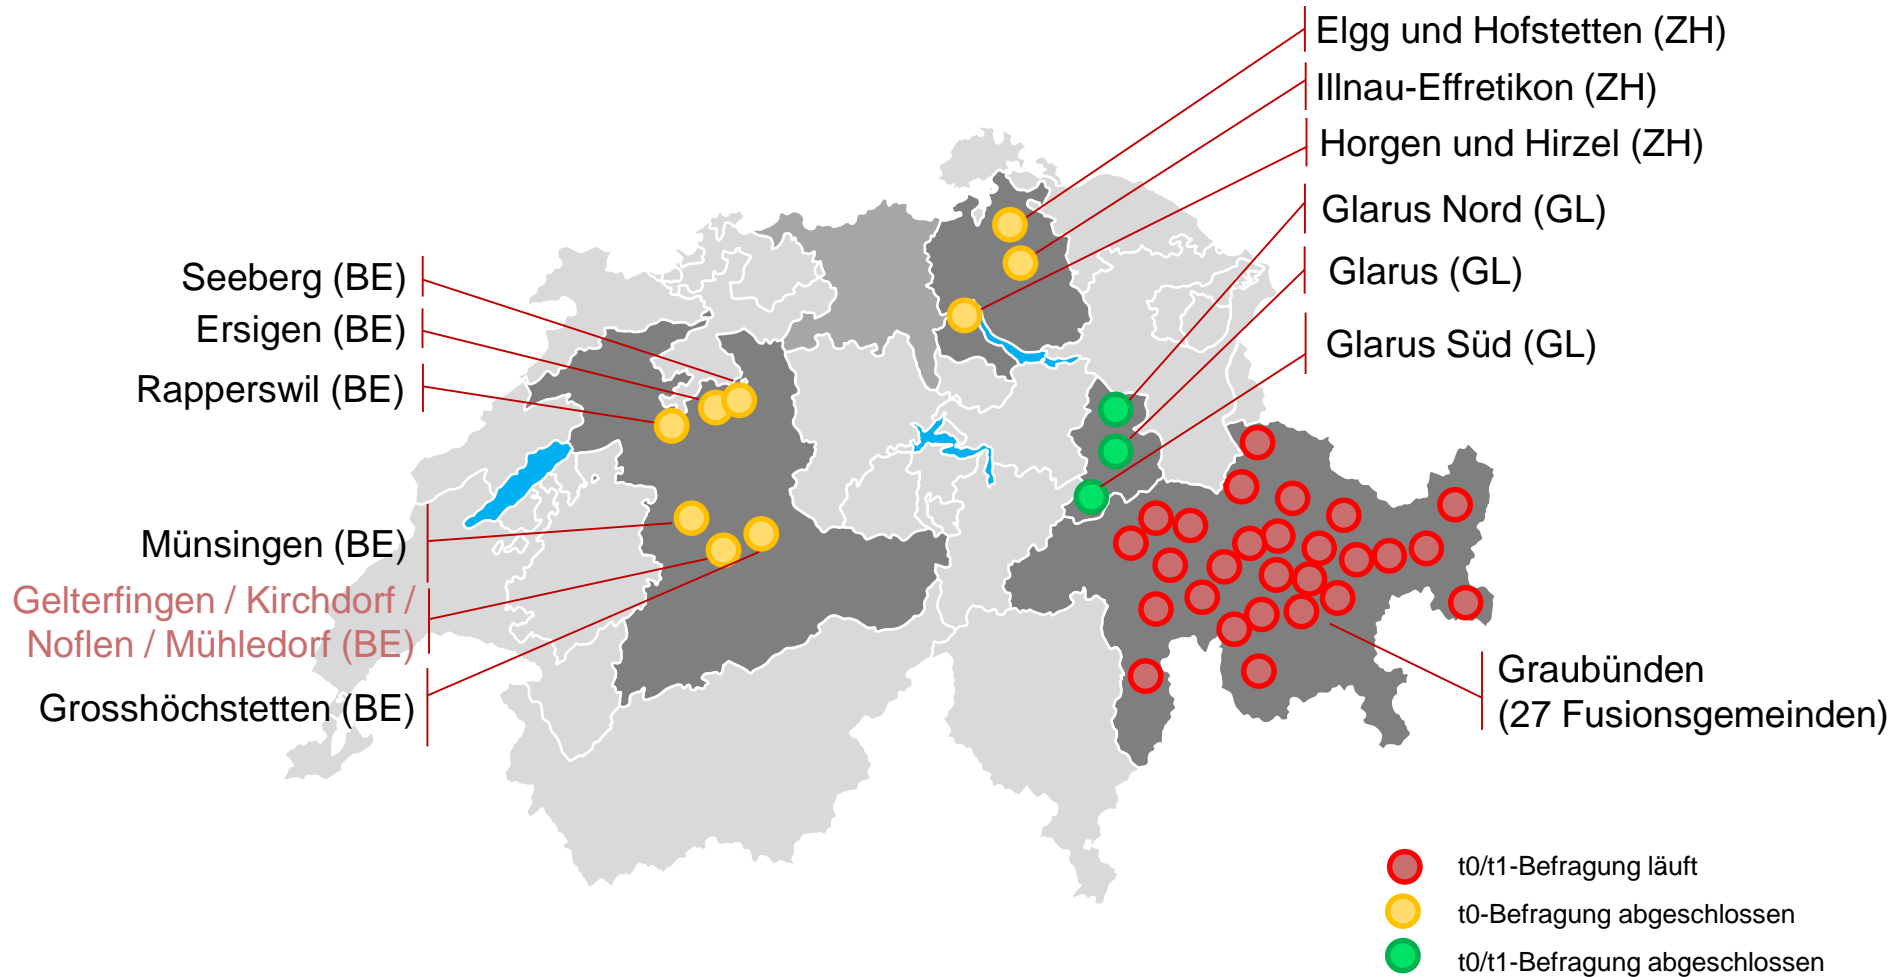 Elgg und Hofstetten (ZH)
Illnau-Effretikon (ZH)
Horgen und Hirzel (ZH)
Glarus Nord (GL)
Glarus (GL)
Glarus Süd (GL)
Seeberg (BE)
Ersigen (BE)
Rapperswil (BE)
Münsingen (BE)
Gelterfingen / Kirchdorf /
Noflen / Mühledorf (BE)
Grosshöchstetten (BE)
Graubünden
(27 Fusionsgemeinden)
t0/t1-Befragung läuft
t0-Befragung abgeschlossen
t0/t1-Befragung abgeschlossen